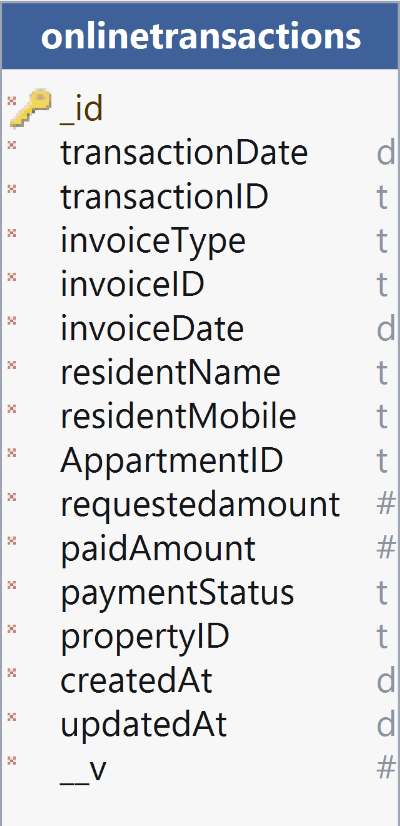 onlinetransactions
_id
transactionDate d
transactionID t
invoiceType t
invoiceID t
invoiceDate d
residentName t
residentMobile t
AppartmentID t
requestedamount #
paidAmount #
paymentStatus t
propertyID t
createdAt d
updatedAt d
__v #